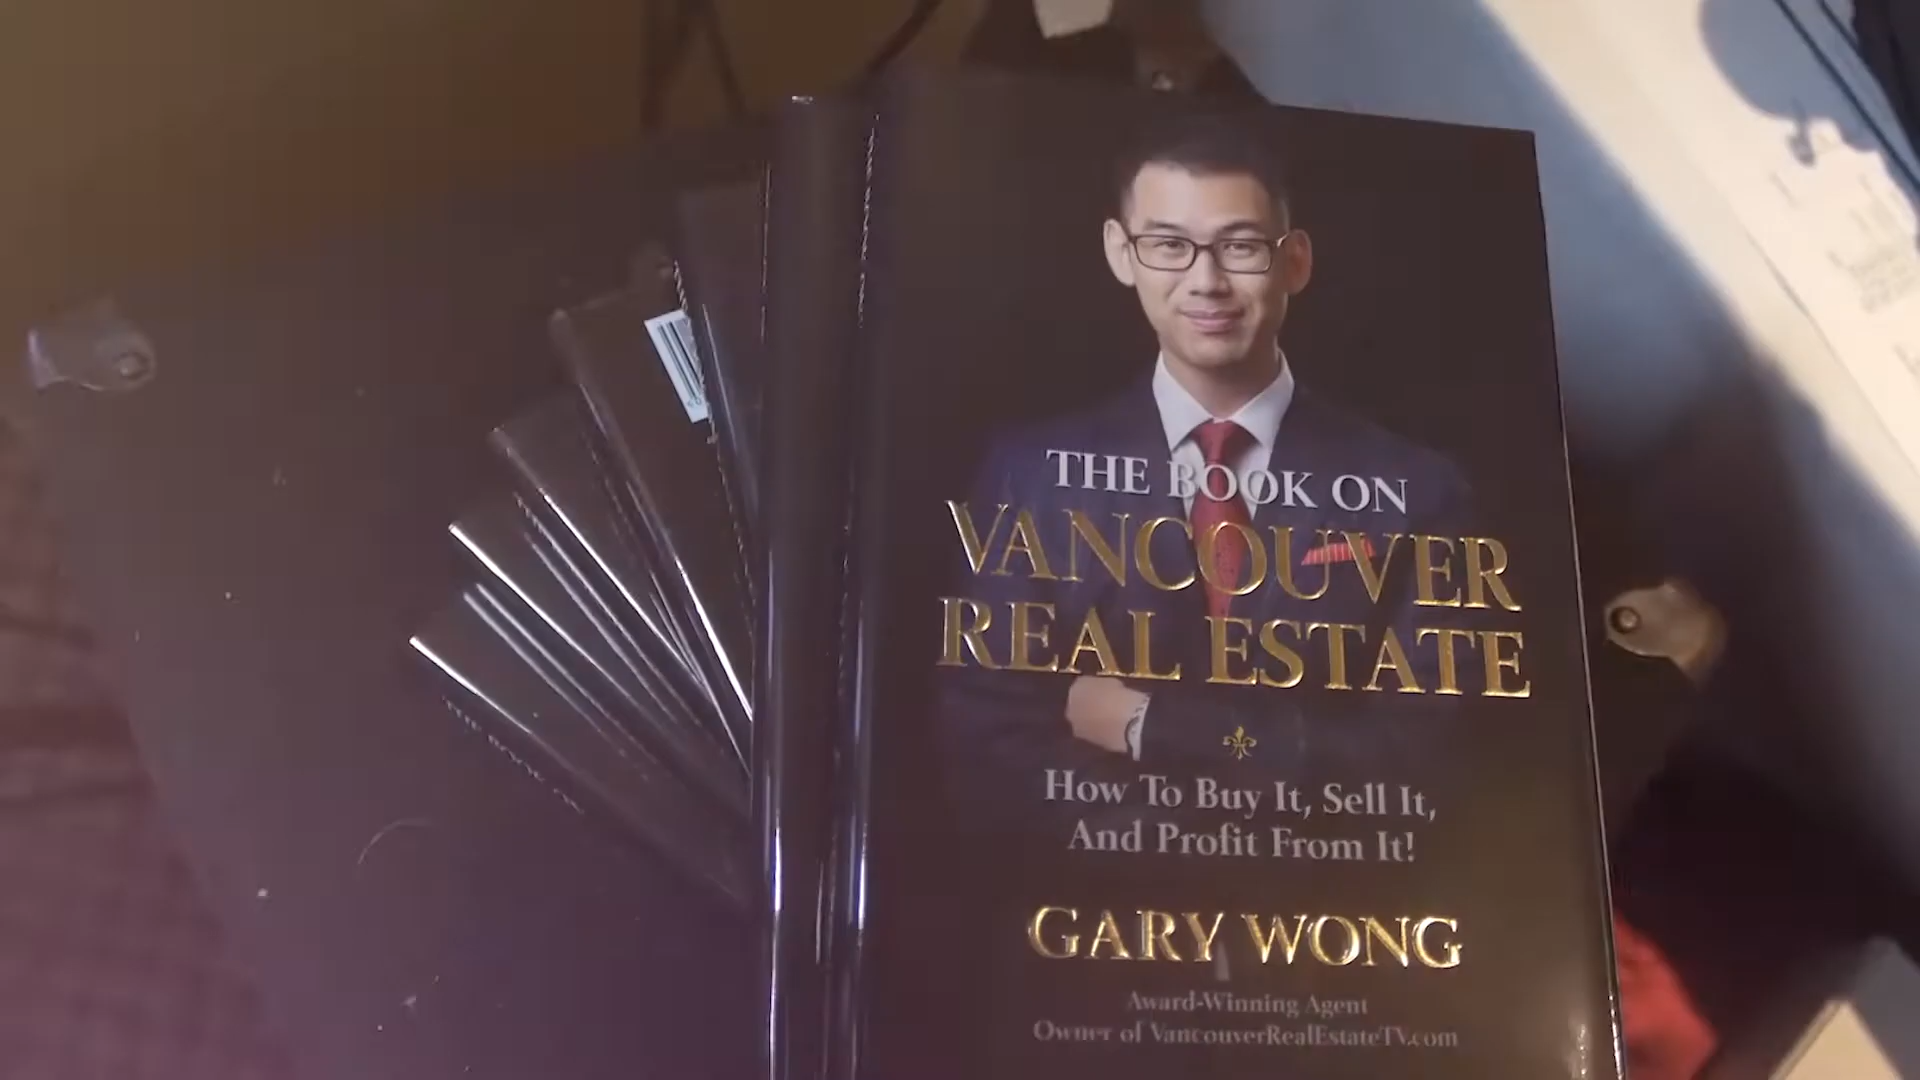 THE BOOK ON
VANCOUVER
REAL ESTATE
How To Buy It, Sell It,
And Profit From It!
GARY WONG
Award-Winning Agent
Owner of VancouverRealEstateTV.com